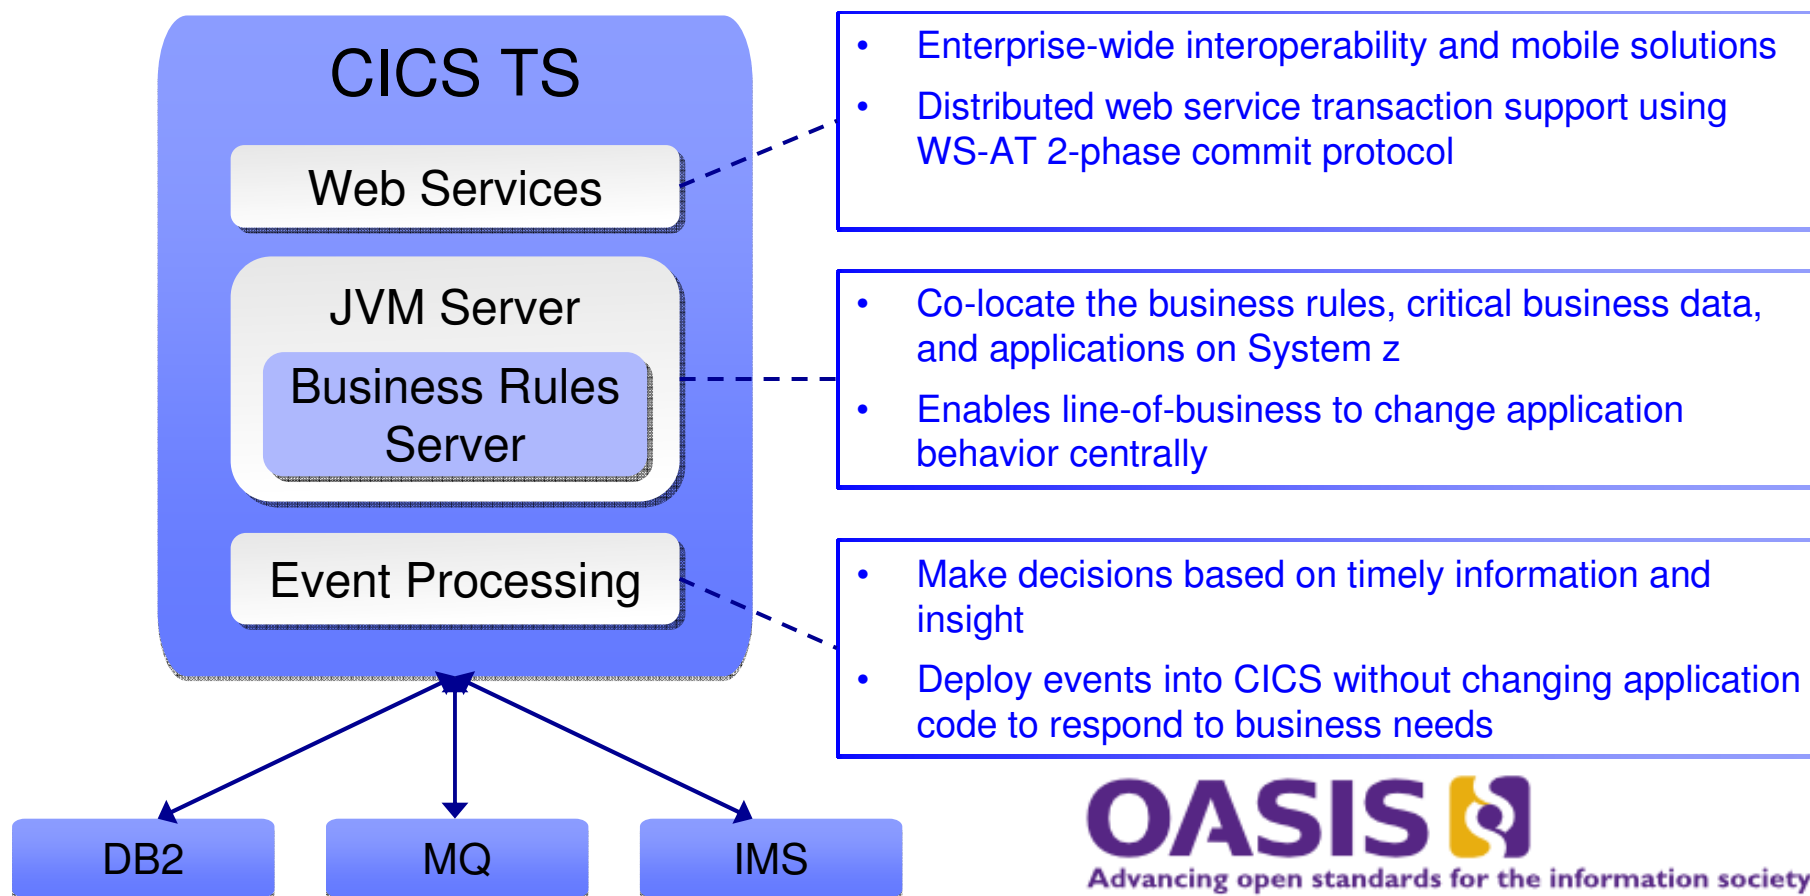 CICS TS
Web Services
JVM Server
Business Rules
Server
Event Processing
DB2
MQ
IMS
• Enterprise-wide interoperability and mobile solutions
• Distributed web service transaction support using
WS-AT 2-phase commit protocol
• Co-locate the business rules, critical business data,
and applications on System z
• Enables line-of-business to change application
behavior centrally
• Make decisions based on timely information and
insight
• Deploy events into CICS without changing application
code to respond to business needs
OASIS
Advancing open standards for the information society